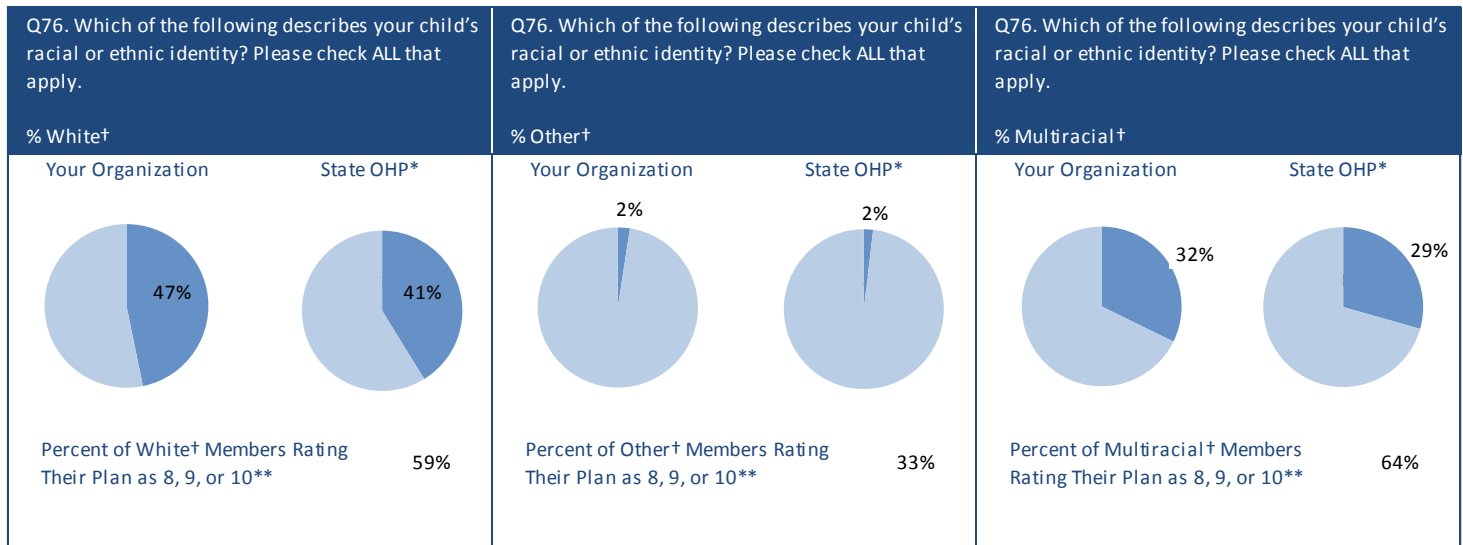 Q76. Which of the following describes your child's
racial or ethnic identity? Please check ALL that
apply.
% White†
Your Organization
State OHP*
47%
41%
Percent of White† Members Rating
Their Plan as 8, 9, or 10**
59%
Q76. Which of the following describes your child's
racial or ethnic identity? Please check ALL that
apply.
% Other†
Your Organization
State OHP*
2%
2%
Percent of Other† Members Rating
Their Plan as 8, 9, or 10**
33%
Q76. Which of the following describes your child's
racial or ethnic identity? Please check ALL that
apply.
% Multiracial†
Your Organization
State OHP*
32%
29%
Percent of Multiracial† Members
Rating Their Plan as 8, 9, or 10**
64%